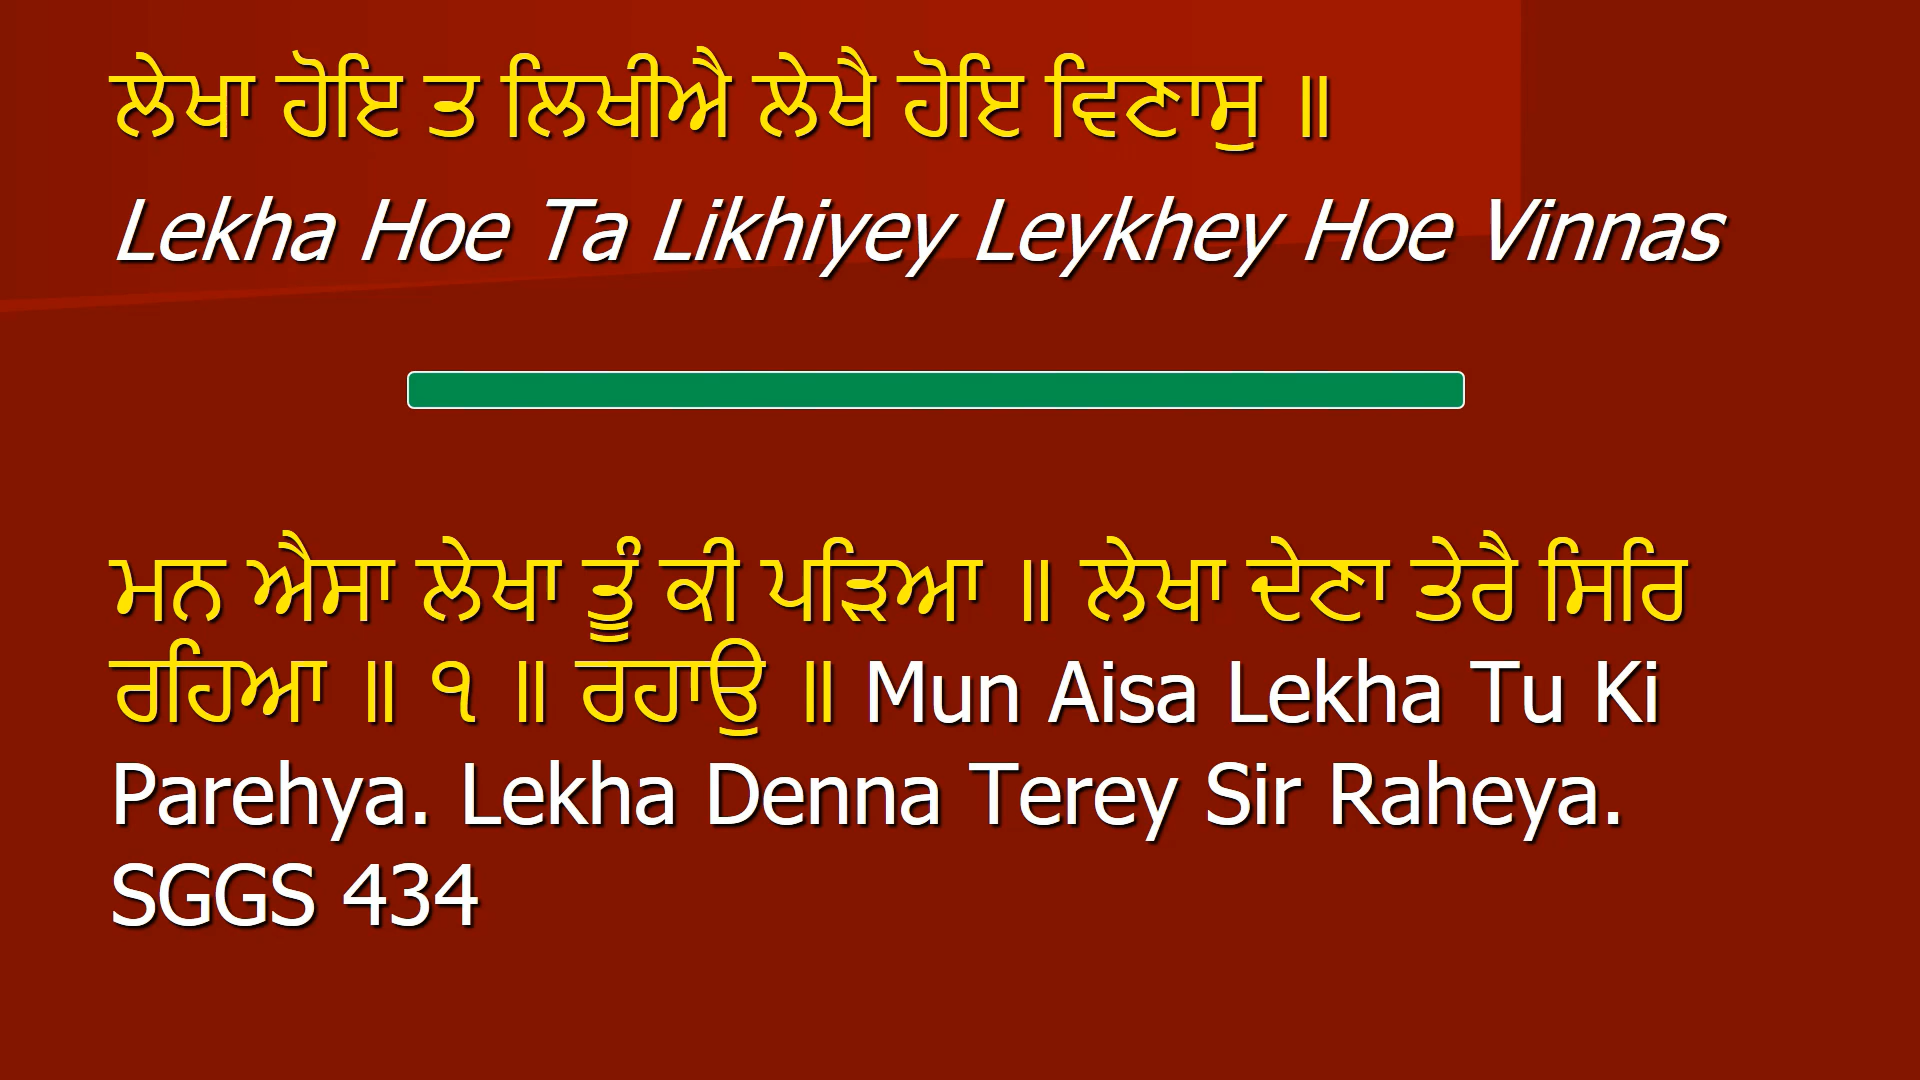 ਲੇਖਾ ਹੋਇ ਤ ਲਿਖੀਐ ਲੇਖੈ ਹੋਇ ਵਿਣਾਸੁ ॥
Lekha Hoe Ta Likhiyey Leykhey Hoe Vinnas
ਮਨ ਐਸਾ ਲੇਖਾ ਤੂੰ ਕੀ ਪੜਿਆ ॥ ਲੇਖਾ ਦੇਣਾ ਤੇਰੈ ਸਿਰਿ
ਰਹਿਆ ॥ ੧ ॥ ਰਹਾਉ ॥ Mun Aisa Lekha Tu Ki
Parehya. Lekha Denna Terey Sir Raheya.
SGGS 434